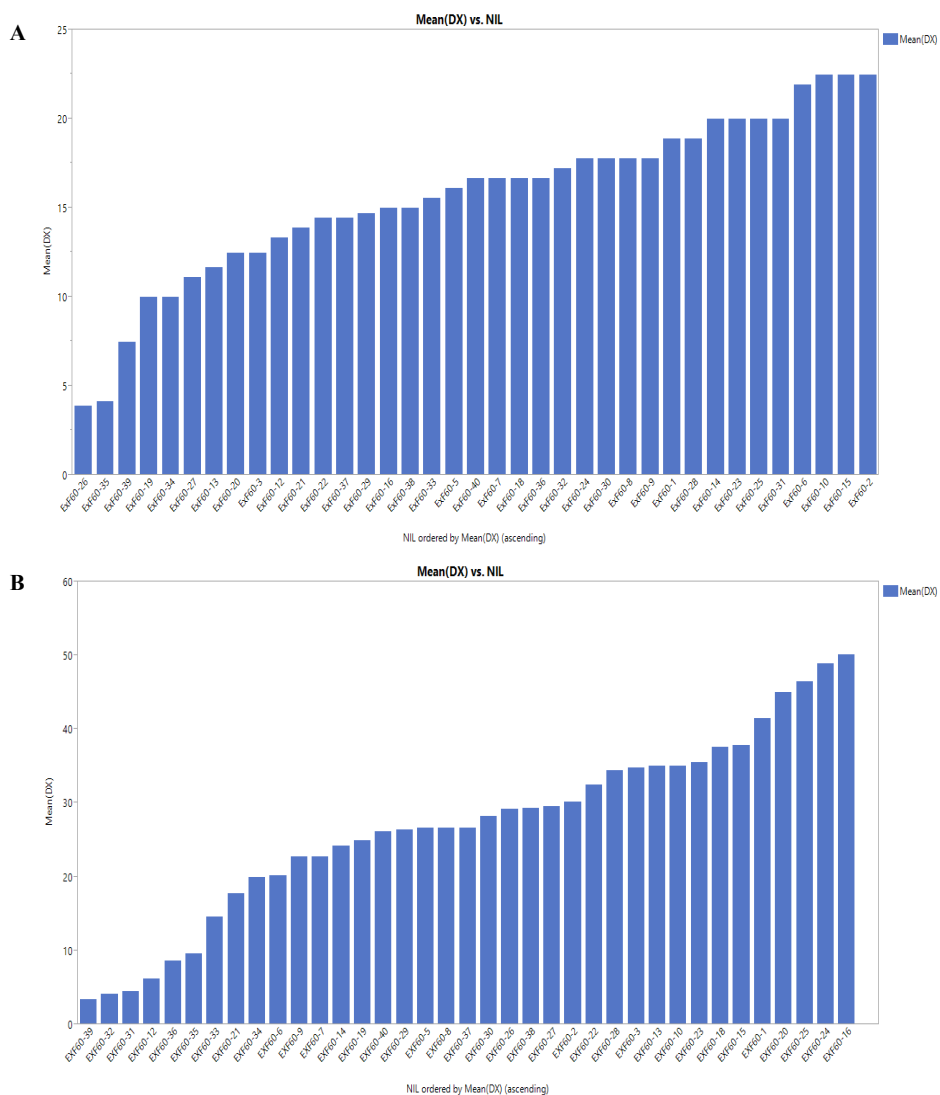 A
Mean(DX) vs. NIL
Mean(DX)
25
20
15
10
5
0
Mean(DX)
ExF60-26
ExF60-35
ExF60-39
ExF60-19
ExF60-34
ExF60-27
ExF60-13
ExF60-20
ExF60-3
ExF60-12
ExF60-21
ExF60-22
ExF60-37
ExF60-29
ExF60-16
ExF60-38
ExF60-33
ExF60-5
ExF60-40
ExF60-7
ExF60-18
ExF60-36
ExF60-32
ExF60-24
ExF60-30
ExF60-8
ExF60-9
ExF60-1
ExF60-28
ExF60-14
ExF60-23
ExF60-25
ExF60-31
ExF60-6
ExF60-10
ExF60-15
ExF60-2
NIL ordered by Mean(DX) (ascending)
B
Mean(DX) vs. NIL
Mean(DX)
60
50
40
30
20
10
0
Mean(DX)
EXF60-39
EXF60-32
EXF60-31
EXF60-12
EXF60-36
EXF60-35
EXF60-33
EXF60-21
EXF60-34
EXF60-6
EXF60-9
EXF60-7
EXF60-14
EXF60-19
EXF60-40
EXF60-29
EXF60-5
EXF60-8
EXF60-37
EXF60-30
EXF60-26
EXF60-38
EXF60-27
EXF60-2
EXF60-22
EXF60-28
EXF60-3
EXF60-13
EXF60-10
EXF60-23
EXF60-18
EXF60-15
EXF60-1
EXF60-20
EXF60-25
EXF60-24
EXF60-16
NIL ordered by Mean(DX) (ascending)